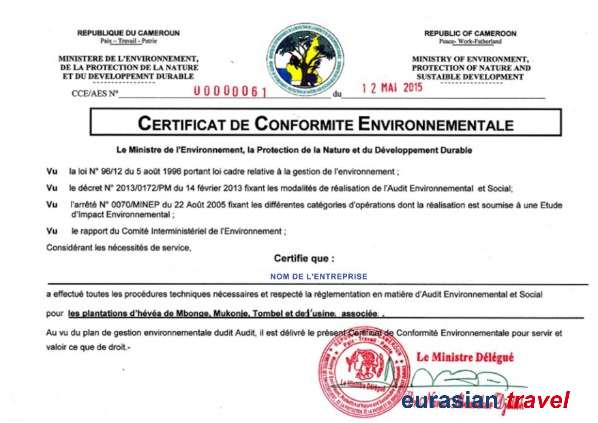 REPUBLIQUE DU CAMEROUN
Paix – Travail - Patrie
MINISTERE DE L'ENVIRONNEMENT,
DE LA PROTECTION DE LA NATURE
ET DU DEVELOPPEMNT DURABLE
REPUBLIC OF CAMEROON
Peace- Work-Fatherland
MINISTRY OF ENVIRONMENT,
PROTECTION OF NATURE AND
SUSTAIBLE DEVELOPMENT
CCE/AES N° 00000061 du 12 MAI 2015
CERTIFICAT DE CONFORMITE ENVIRONNEMENTALE
Le Ministre de l'Environnement, la Protection de la Nature et du Développement Durable
Vu la loi N° 96/12 du 5 août 1996 portant loi cadre relative à la gestion de l'environnement ;
Vu le décret N° 2013/0172/PM du 14 février 2013 fixant les modalités de réalisation de l'Audit Environnemental et Social;
Vu l'arrêté N° 0070/MINEP du 22 Août 2005 fixant les différentes catégories d'opérations dont la réalisation est soumise à une Etude
d'Impact Environnemental ;
Vu le rapport du Comité Interministériel de l'Environnement ;
Considérant les nécessités de service,
Certifie que :
NOM DE L'ENTREPRISE
a effectué toutes les procédures techniques nécessaires et respecté la réglementation en matière d'Audit Environnemental et Social
pour les plantations d'hévéa de Mbonge, Mukonje, Tombel et de l'usine associée .
Au vu du plan de gestion environnementale dudit Audit, il est délivré le présent Certificat de Conformité Environnementale pour servir et
valoir ce que de droit.-
Le Ministre Délégué
Le Ministre Délégué
eurasian travel